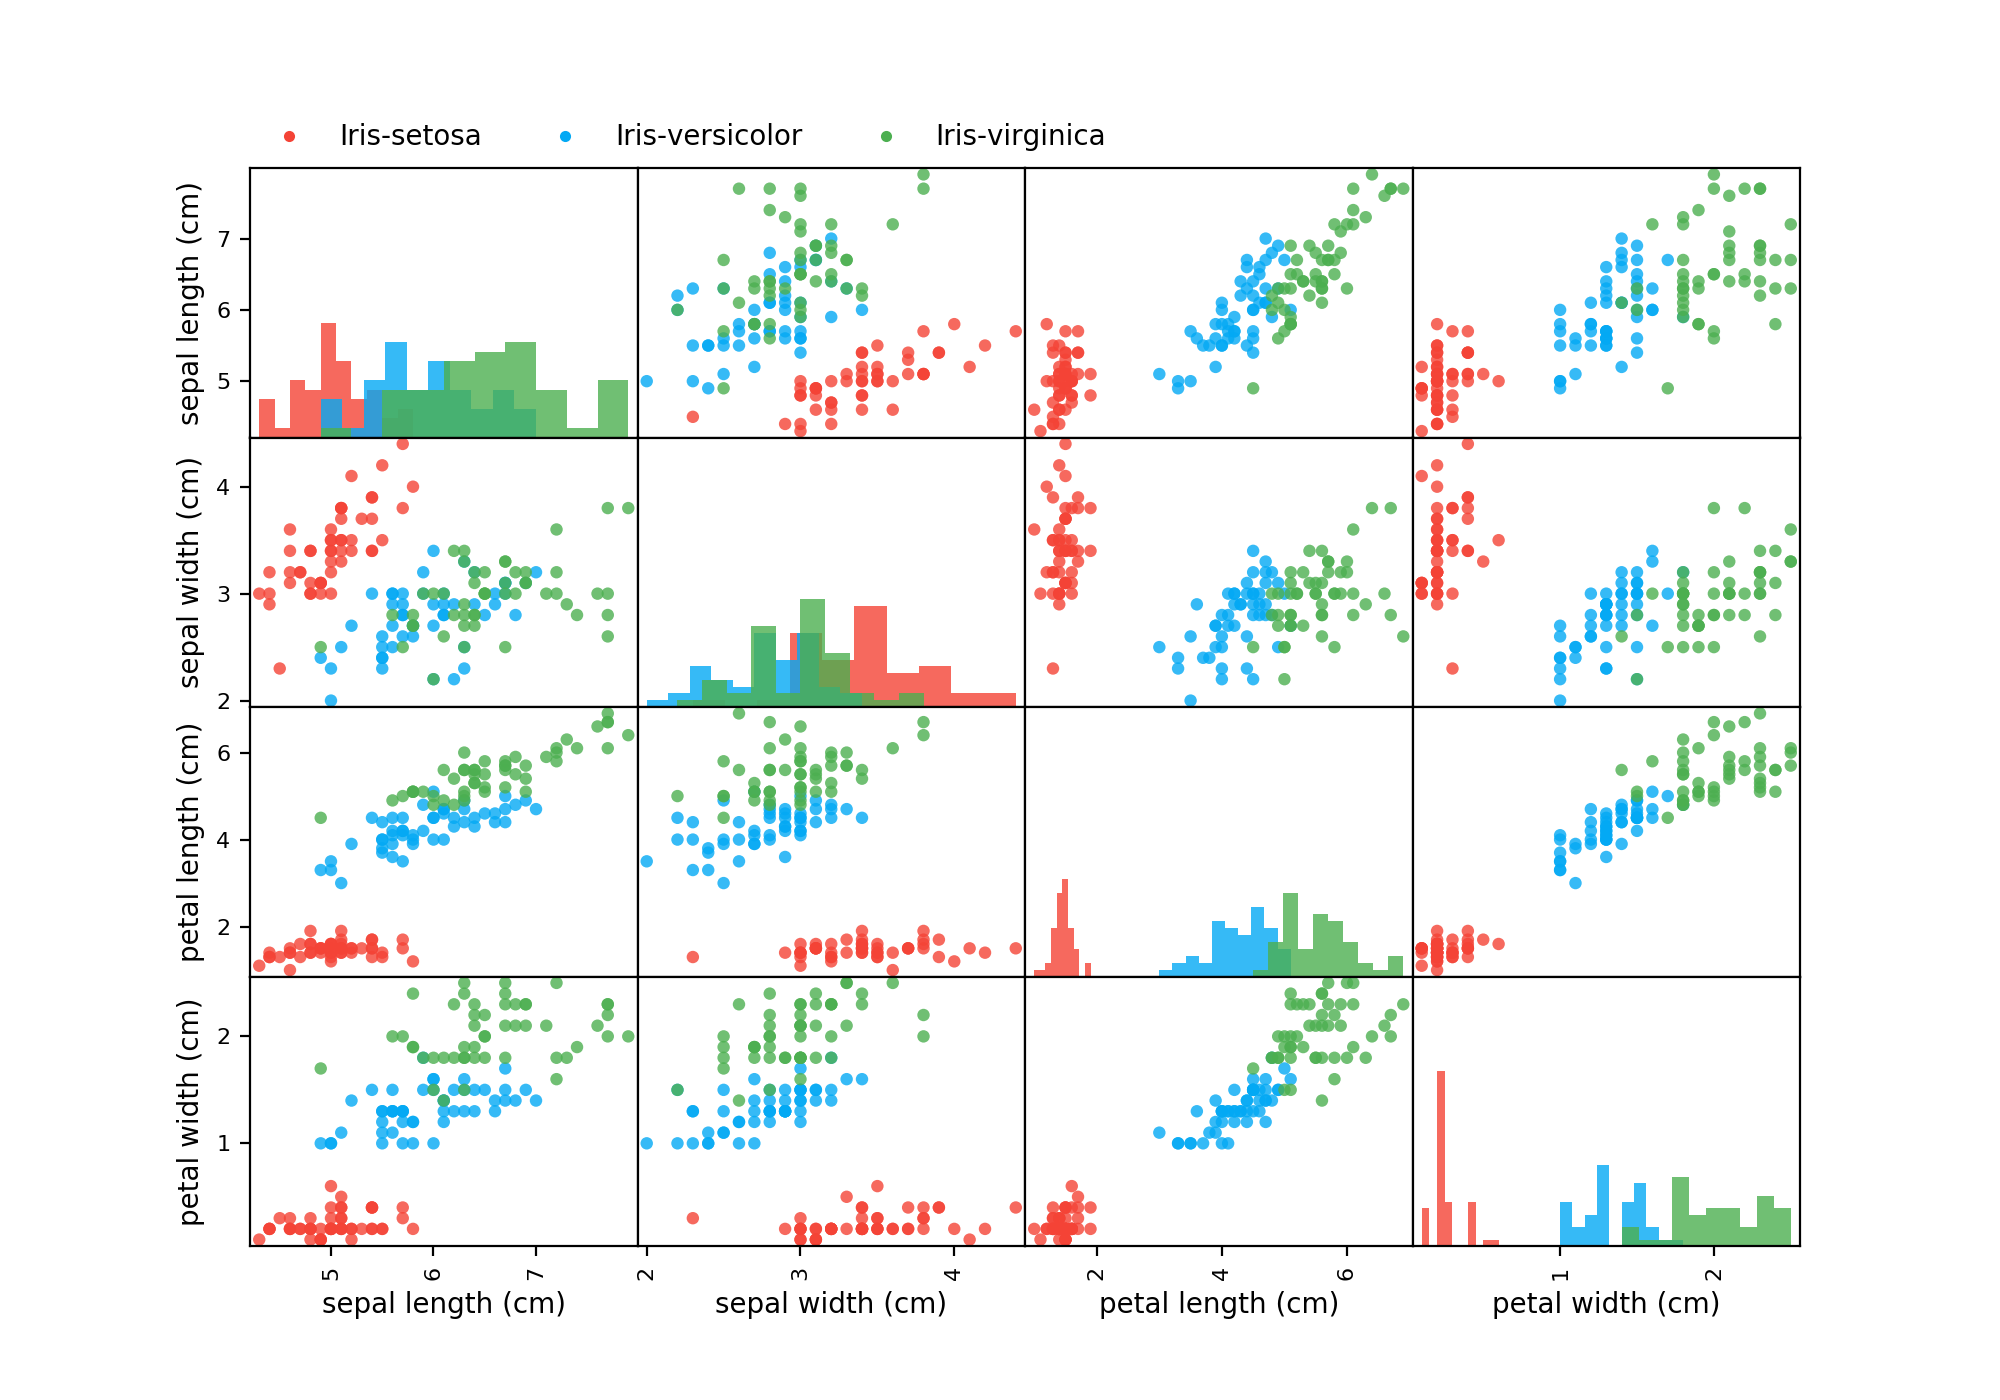 Iris-setosa Iris-versicolor Iris-virginica
sepal length (cm)
7
6
5
sepal width (cm)
4
3
2
petal length (cm)
6
4
2
petal width (cm)
2
1
5 6 7 2 3 4 2 4 6 1 2
sepal length (cm) sepal width (cm) petal length (cm) petal width (cm)